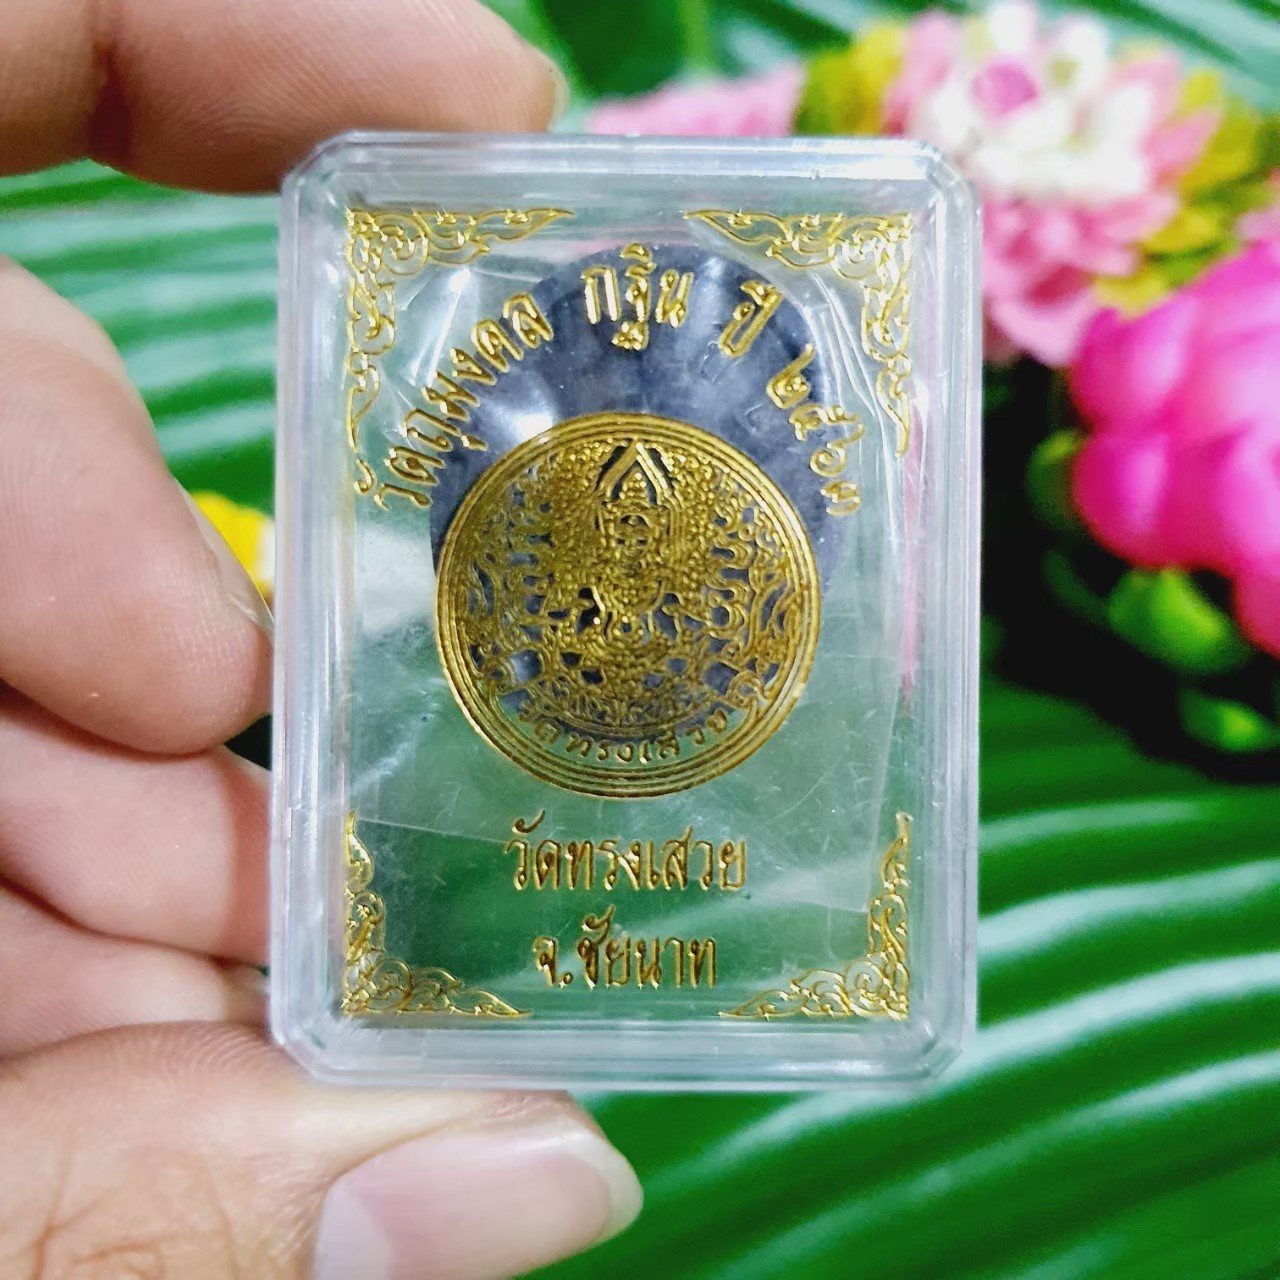 วัตถุมงคล กฐิน ปี ๒๕๖๓
วัดทรงเสวย
วัดทรงเสวย
จ.ชัยนาท